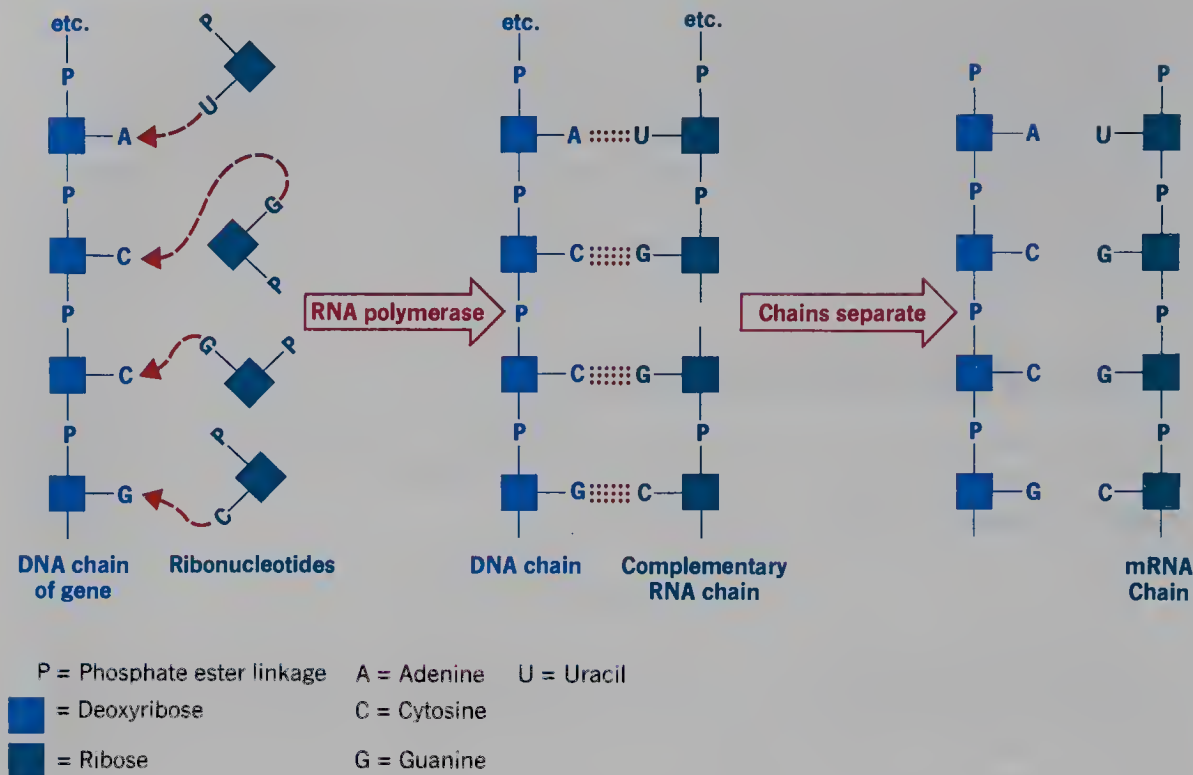 etc.
P
A
P
C
P
C
P
G
DNA chain
of gene
P
U
G
P
G
P
P
C
Ribonucleotides
RNA polymerase
etc.
P
A
P
C
P
C
P
G
DNA chain
etc.
P
U
P
G
G
P
C
Complementary
RNA chain
Chains separate
P
A
P
C
P
C
P
G
P
U
P
G
P
G
P
C
mRNA
Chain
P = Phosphate ester linkage A = Adenine U = Uracil
= Deoxyribose C = Cytosine
= Ribose G = Guanine